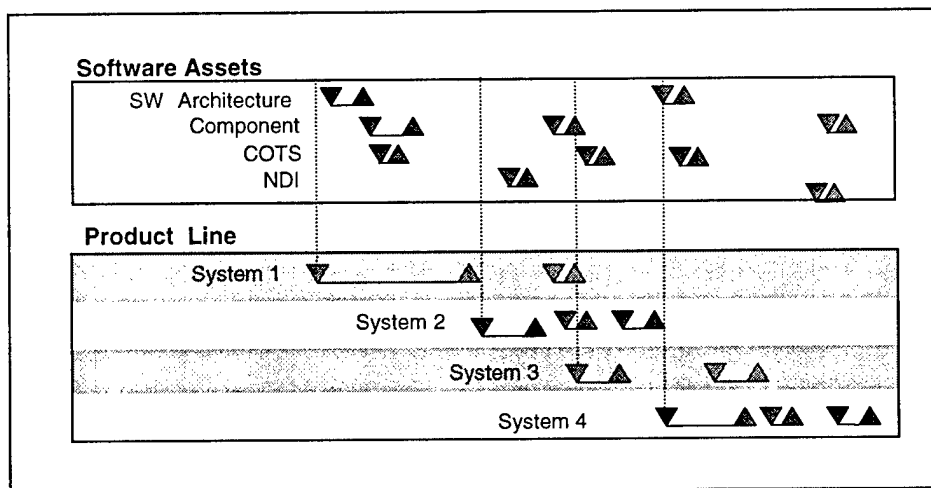 Software Assets
SW Architecture
Component
COTS
NDI
Product Line
System 1
System 2
System 3
System 4